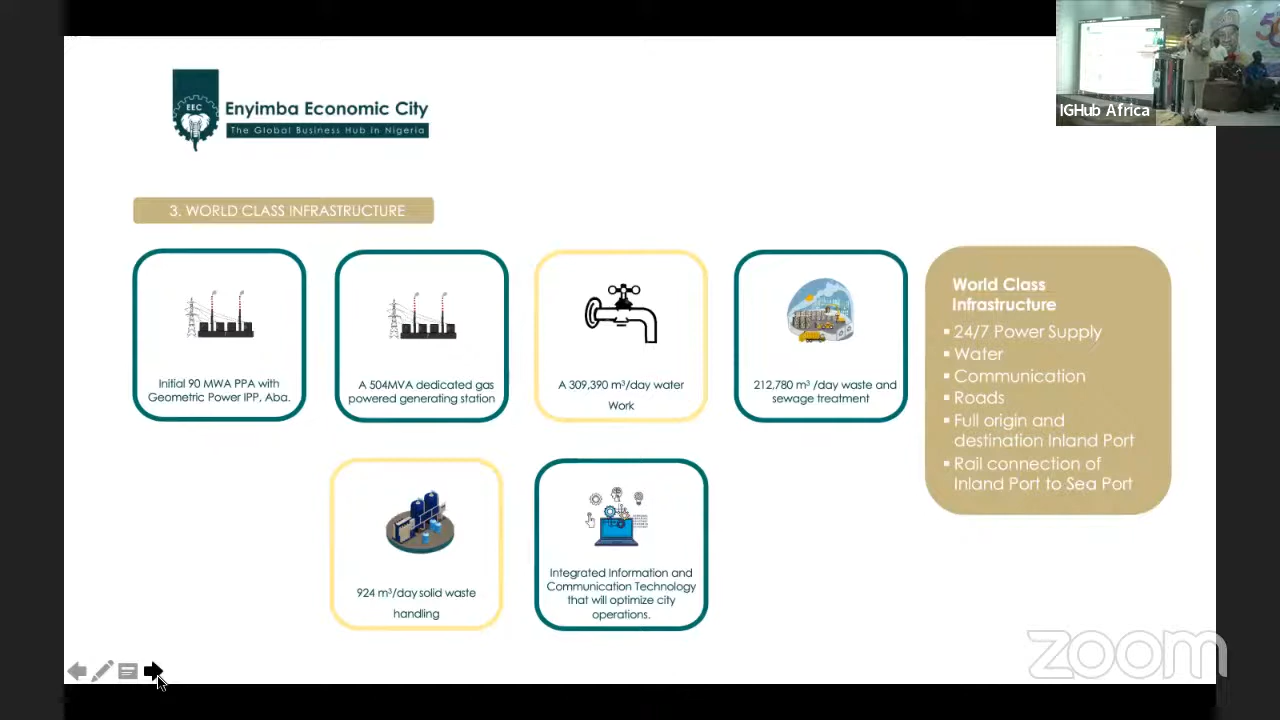 EEC
Enyimba Economic City
The Global Business Hub in Nigeria
IGHub Africa
3. WORLD CLASS INFRASTRUCTURE
Initial 90 MWA PPA with
Geometric Power IPP, Aba.
A 504MVA dedicated gas
powered generating station
A 309,390 m³/day water
Work
212,780 m³ /day waste and
sewage treatment
World Class
Infrastructure
▪ 24/7 Power Supply
▪ Water
▪ Communication
▪ Roads
▪ Full origin and
destination Inland Port
▪ Rail connection of
Inland Port to Sea Port
924 m³/day solid waste
handling
Integrated Information and
Communication Technology
that will optimize city
operations.
zoom